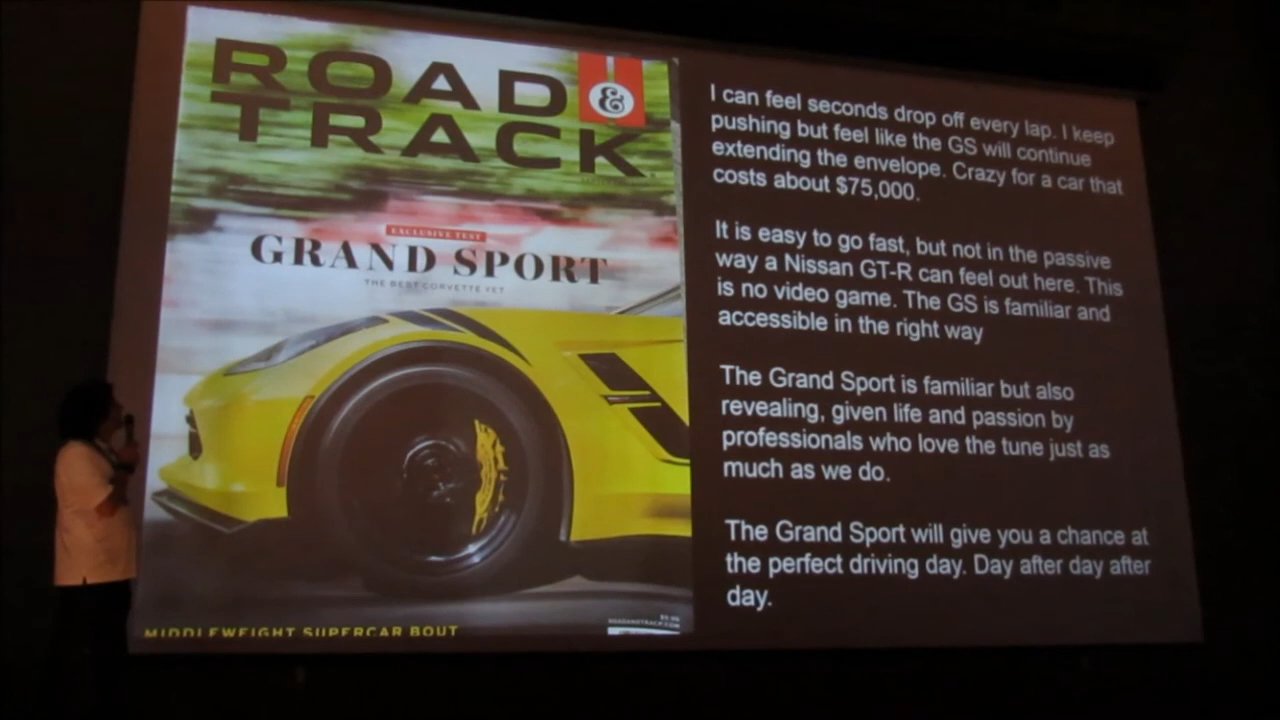 ROAD &
TRACK
EXCLUSIVE TEST
GRAND SPORT
THE BEST CORVETTE YET
MIDDLEWEIGHT SUPERCAR BOUT
ROADANDTRACK.COM
I can feel seconds drop off every lap. I keep
pushing but feel like the GS will continue
extending the envelope. Crazy for a car that
costs about $75,000.
It is easy to go fast, but not in the passive
way a Nissan GT-R can feel out here. This
is no video game. The GS is familiar and
accessible in the right way
The Grand Sport is familiar but also
revealing, given life and passion by
professionals who love the tune just as
much as we do.
The Grand Sport will give you a chance at
the perfect driving day. Day after day after
day.